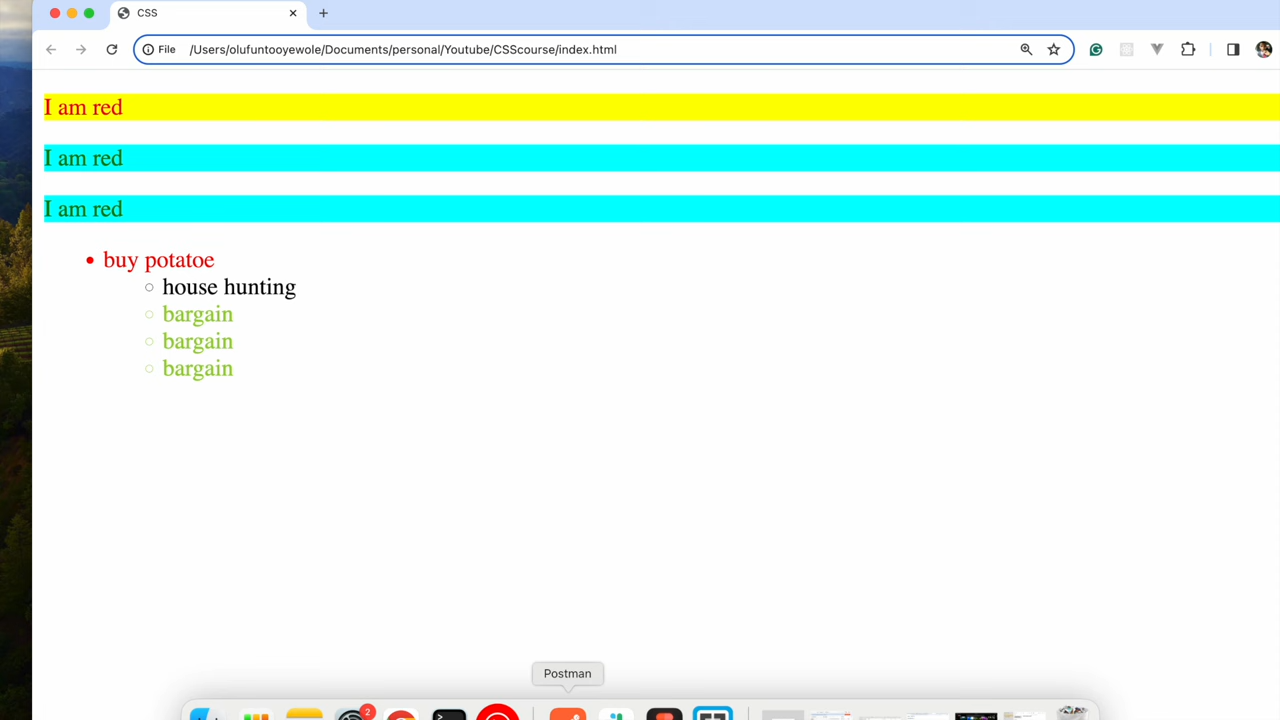 CSS
File /Users/olufuntooyewole/Documents/personal/Youtube/CSScourse/index.html
I am red
I am red
I am red
buy potatoe
house hunting
bargain
bargain
bargain
Postman
2